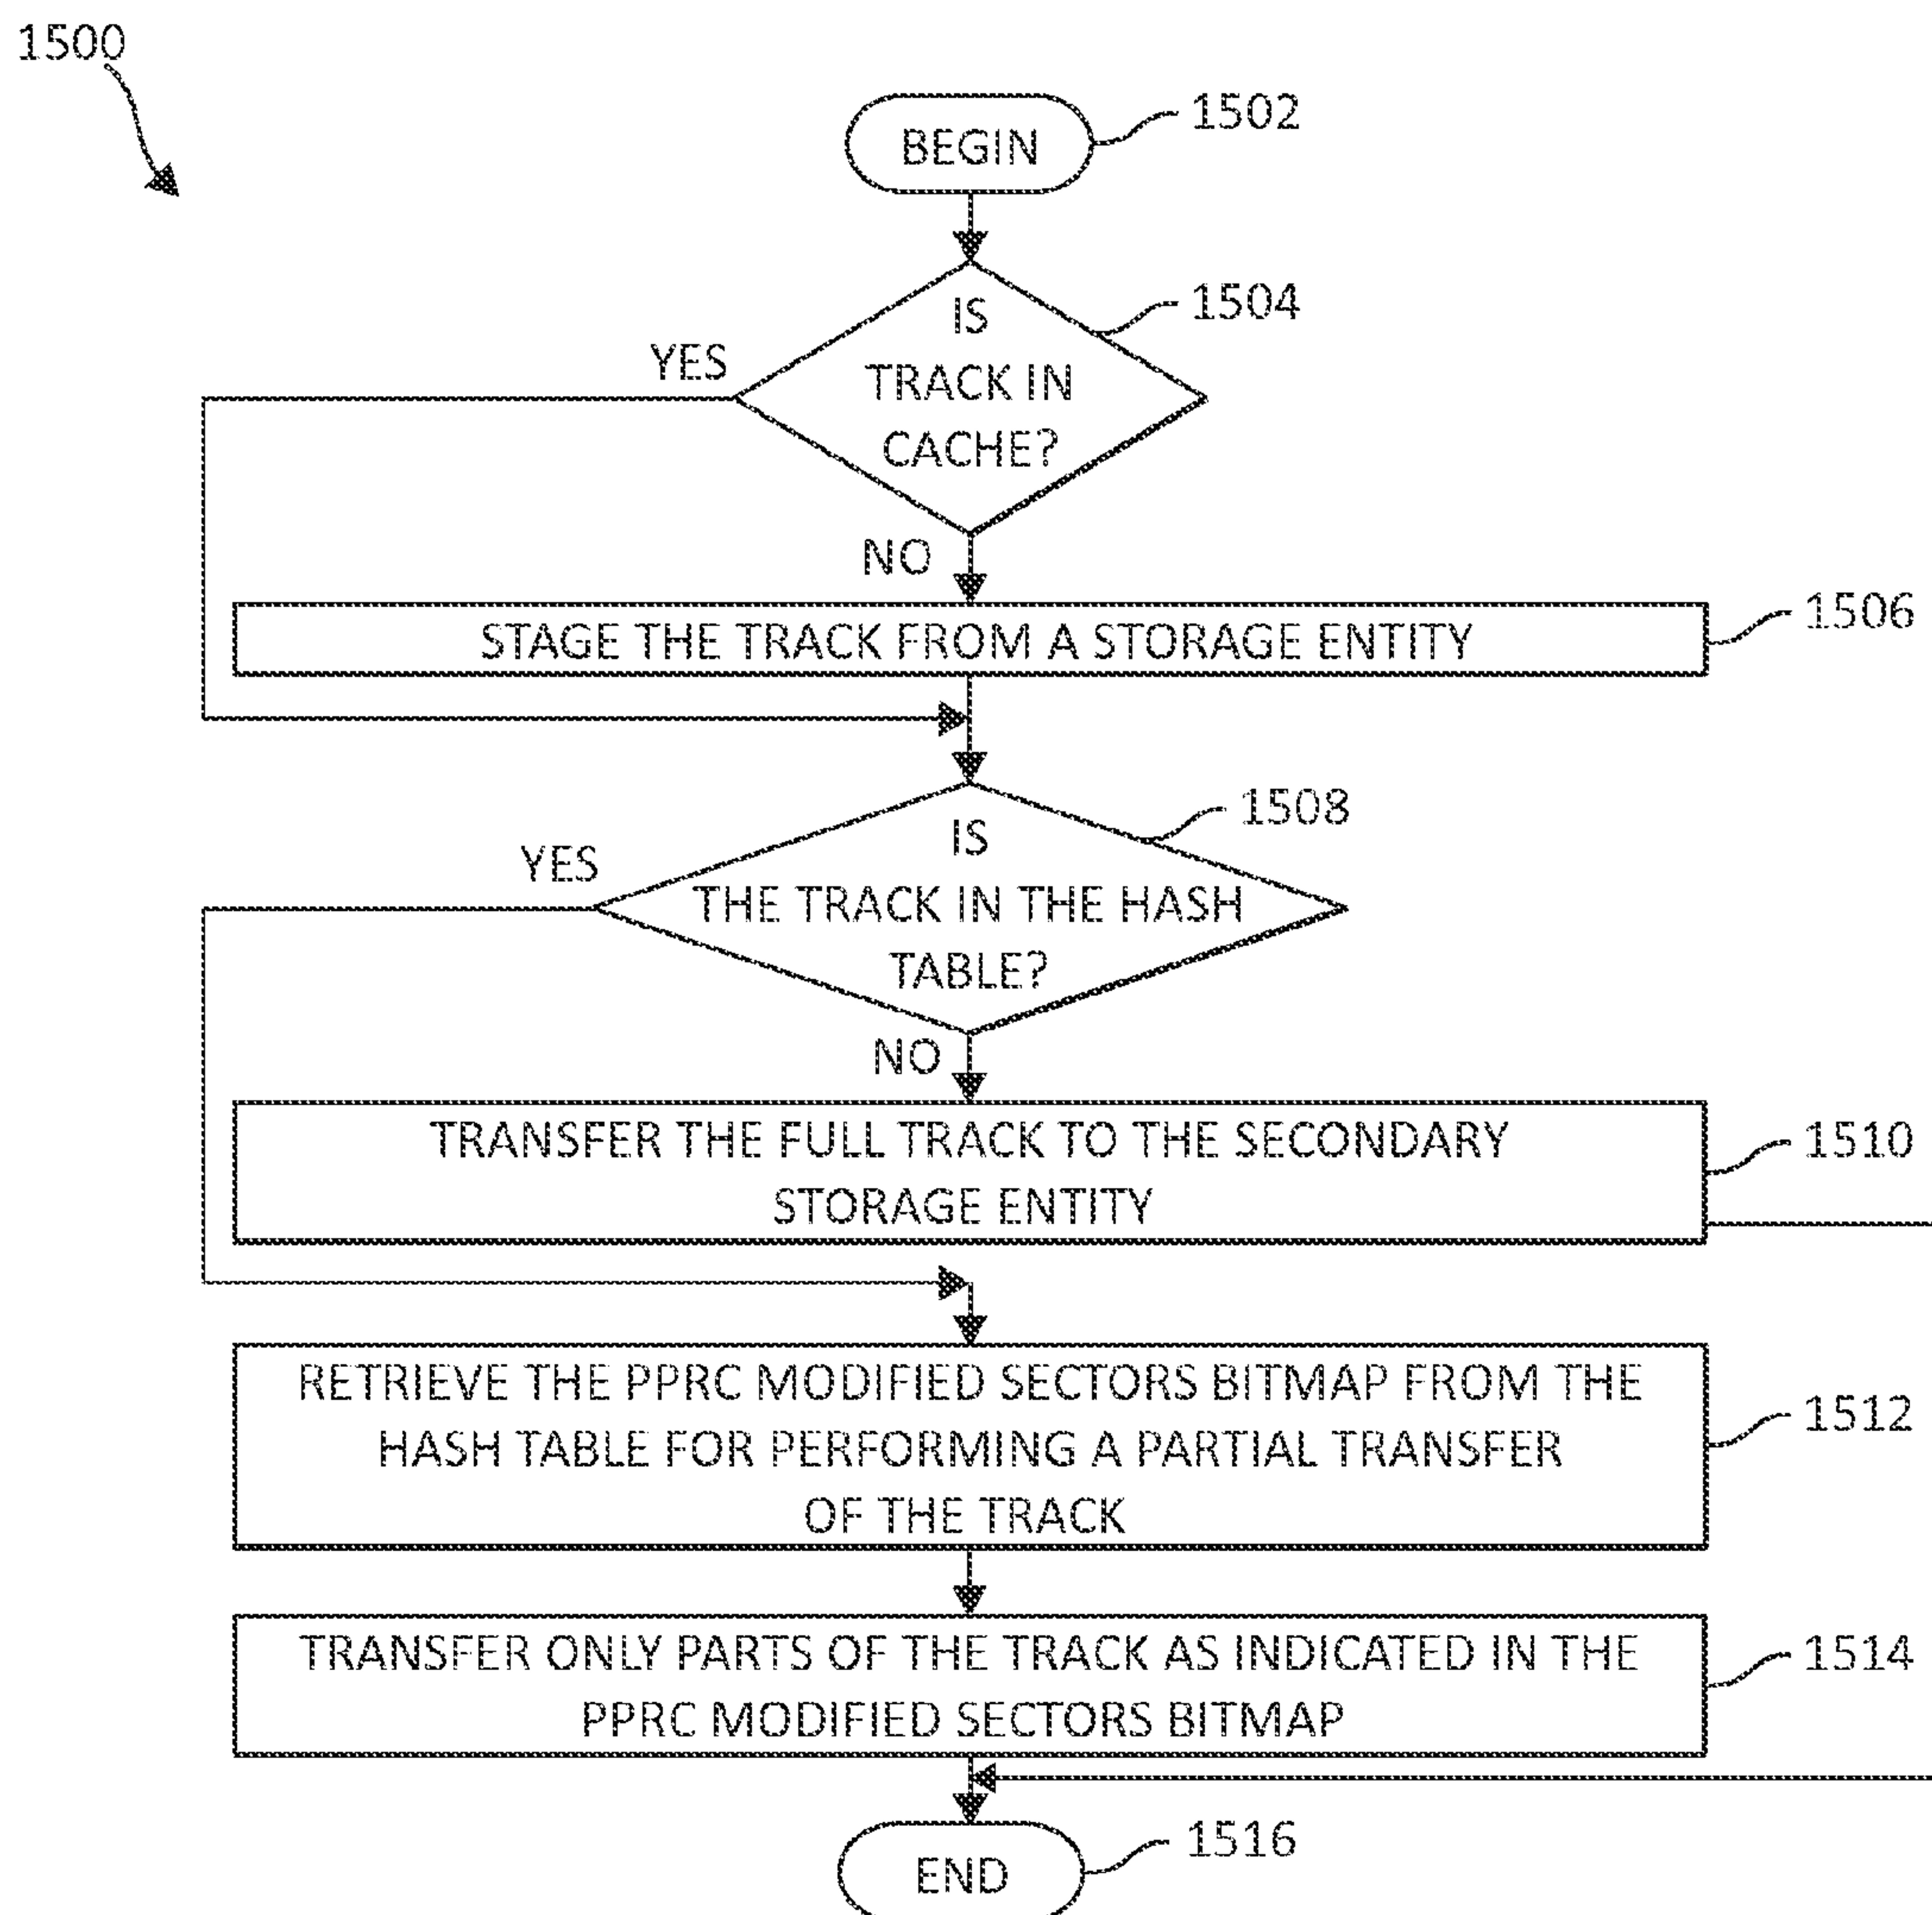 1500
BEGIN
1502
IS
TRACK IN
CACHE?
1504
YES
NO
STAGE THE TRACK FROM A STORAGE ENTITY
1506
IS
THE TRACK IN THE HASH
TABLE?
1508
YES
NO
TRANSFER THE FULL TRACK TO THE SECONDARY
STORAGE ENTITY
1510
RETRIEVE THE PPRC MODIFIED SECTORS BITMAP FROM THE
HASH TABLE FOR PERFORMING A PARTIAL TRANSFER
OF THE TRACK
1512
TRANSFER ONLY PARTS OF THE TRACK AS INDICATED IN THE
PPRC MODIFIED SECTORS BITMAP
1514
END
1516